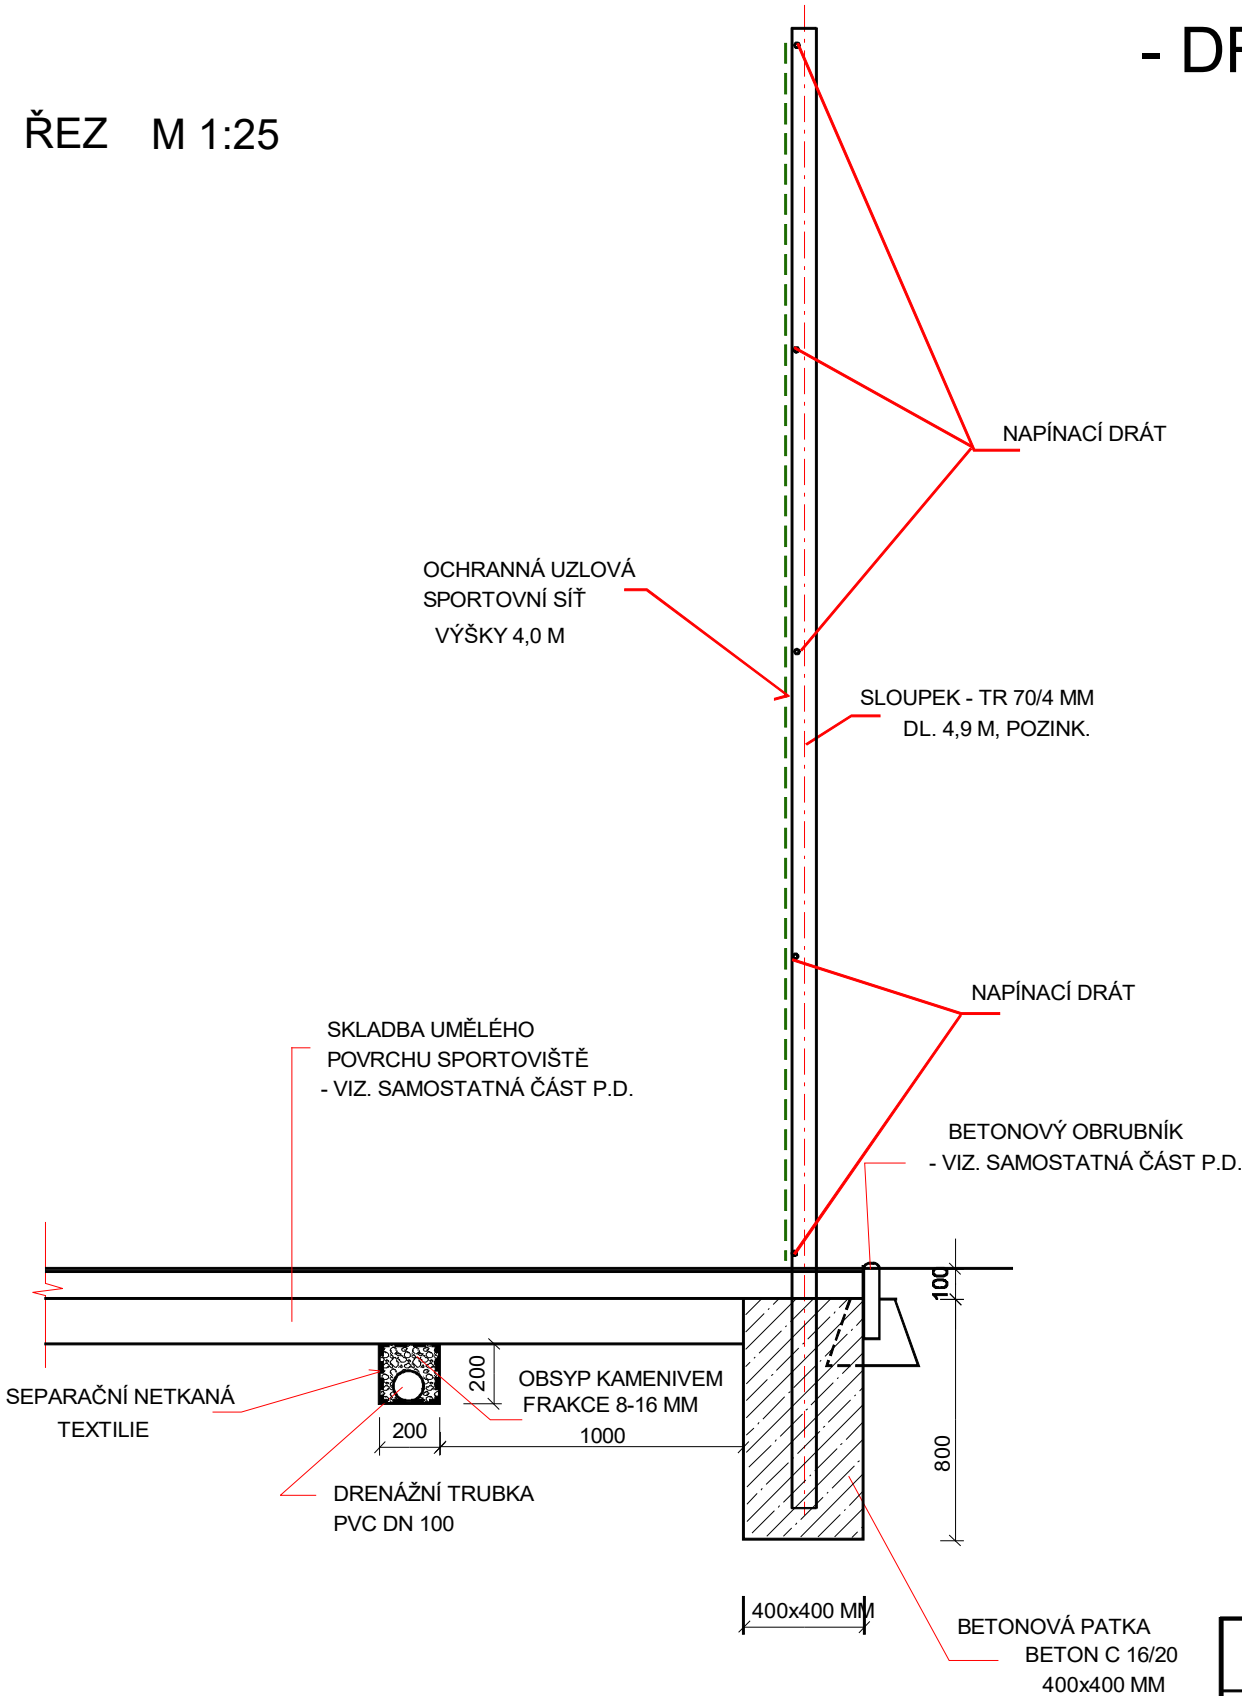 - DR
ŘEZ M 1:25
NAPÍNACÍ DRÁT
OCHRANNÁ UZLOVÁ
SPORTOVNÍ SÍŤ
VÝŠKY 4,0 M
SLOUPEK - TR 70/4 MM
DL. 4,9 M, POZINK.
NAPÍNACÍ DRÁT
SKLADBA UMĚLÉHO
POVRCHU SPORTOVIŠTĚ
- VIZ. SAMOSTATNÁ ČÁST P.D.
BETONOVÝ OBRUBNÍK
- VIZ. SAMOSTATNÁ ČÁST P.D.
100
200
OBSYP KAMENIVEM
FRAKCE 8-16 MM
SEPARAČNÍ NETKANÁ
TEXTILIE
200
1000
800
DRENÁŽNÍ TRUBKA
PVC DN 100
400x400 MM
BETONOVÁ PATKA
BETON C 16/20
400x400 MM